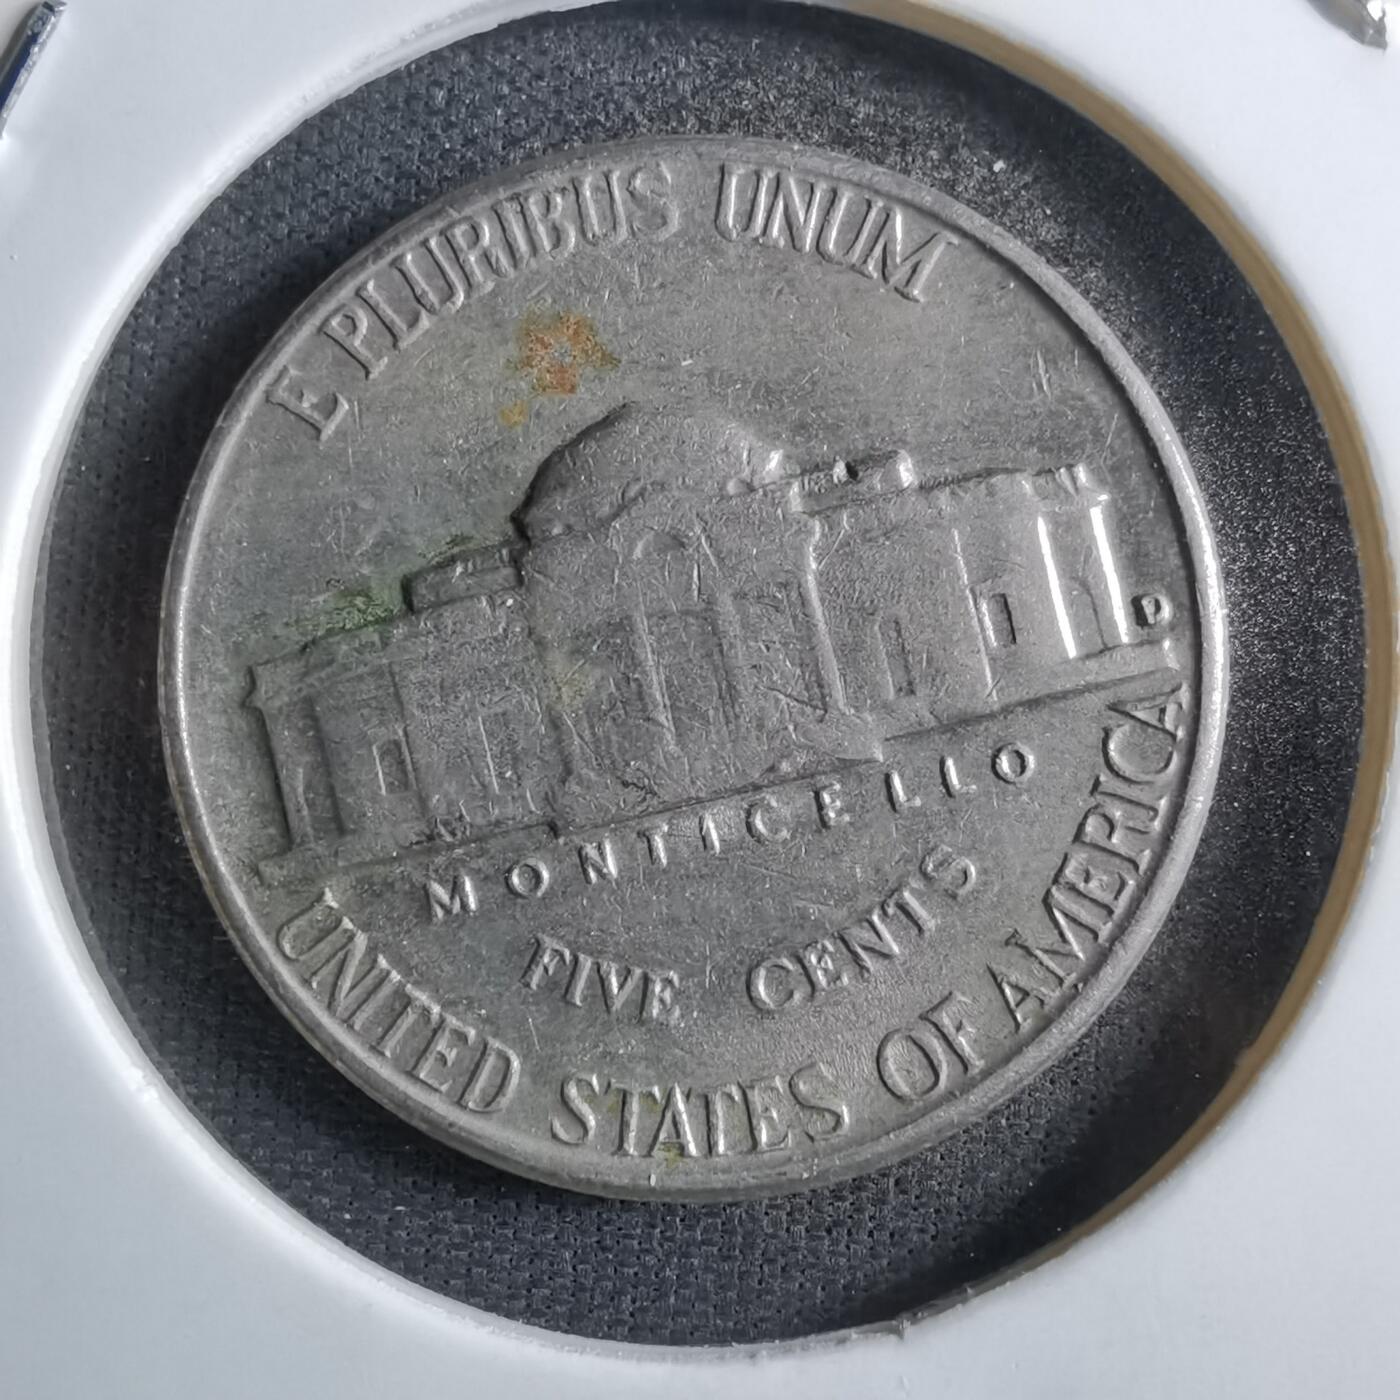 E PLURIBUS UNUM
D
MONTICELLO
FIVE CENTS
UNITED STATES OF AMERICA